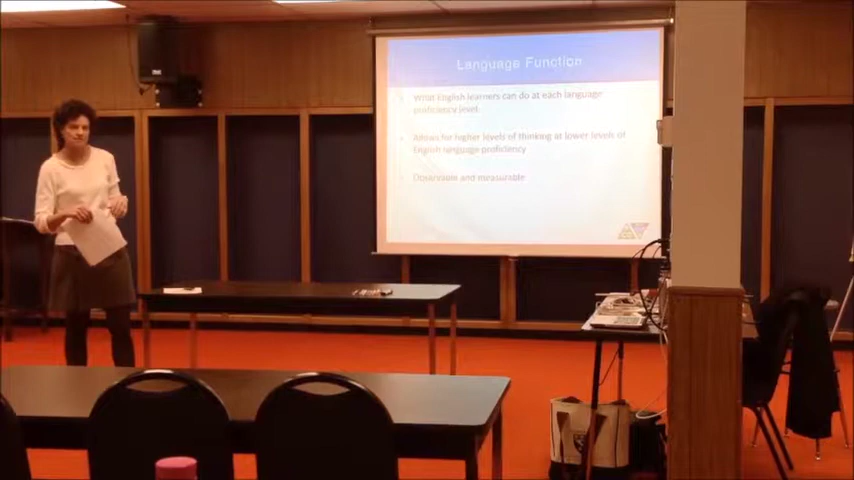 Language Function
What English learners can do at each language
proficiency level.
Allows for higher levels of thinking at lower levels of
English language proficiency
Observable and measurable